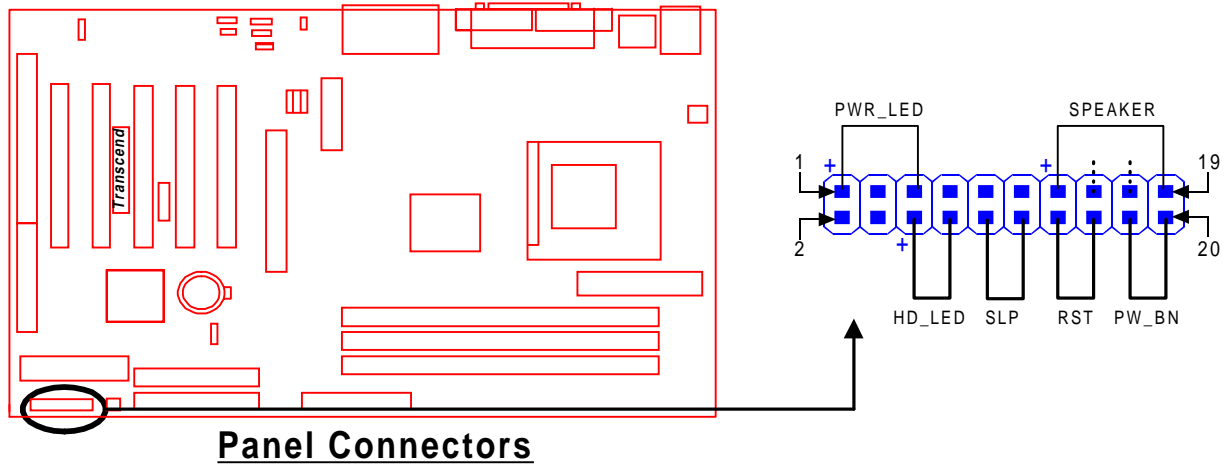 Transcend
PWR_LED SPEAKER
1 + + 19
2 + 20
HD_LED SLP RST PW_BN
Panel Connectors